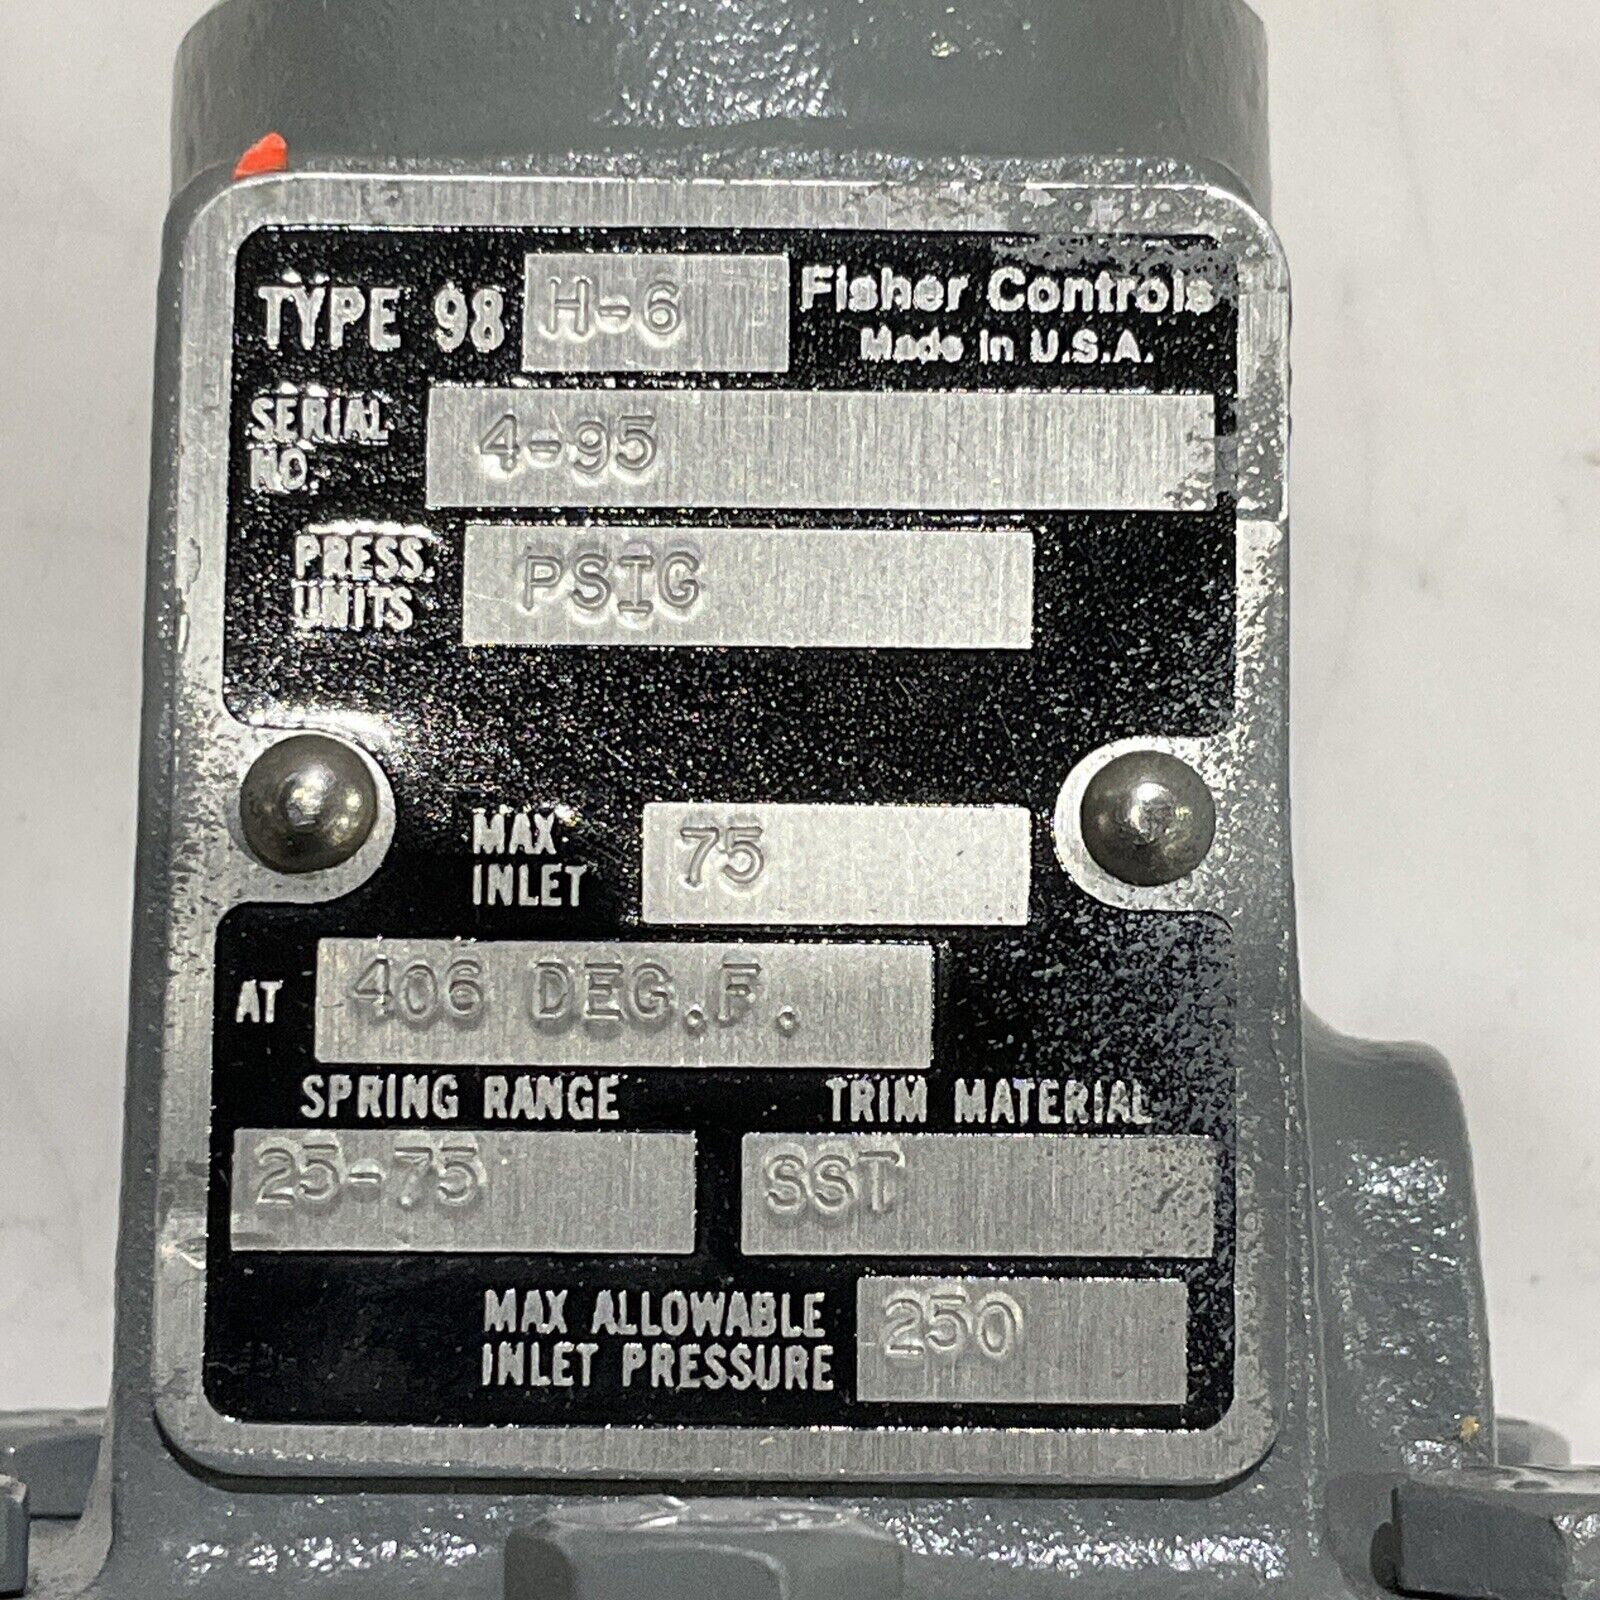 TYPE 98 H-6 Fisher Controls
Made in U.S.A.
SERIAL NO. 4-95
PRESS. UNITS PSIG
MAX. INLET 75
AT 406 DEG.F.
SPRING RANGE TRIM MATERIAL
25-75 SST
MAX ALLOWABLE INLET PRESSURE 250